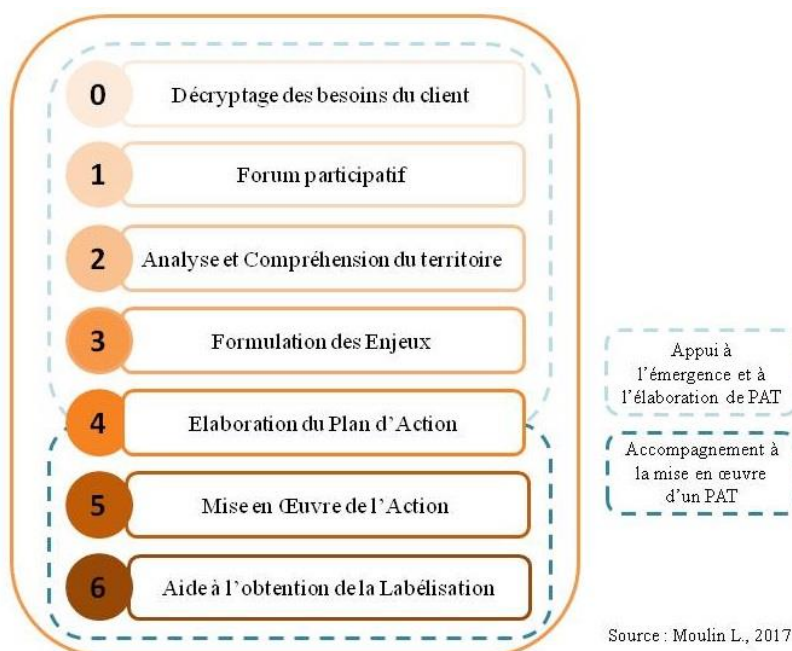 0
Décryptage des besoins du client
1
Forum participatif
2
Analyse et Compréhension du territoire
3
Formulation des Enjeux
4
Elaboration du Plan d'Action
5
Mise en Œuvre de l'Action
6
Aide à l'obtention de la Labélisation
Appui à
l'émergence et à
l'élaboration de PAT
Accompagnement à
la mise en œuvre
d'un PAT
Source : Moulin L., 2017